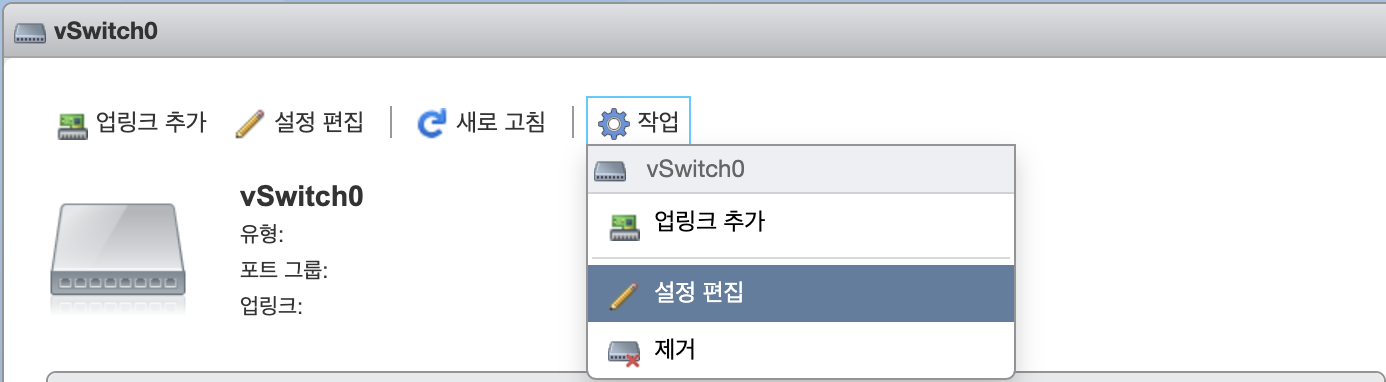 vSwitch0
업링크 추가 설정 편집 새로 고침 작업
vSwitch0
업링크 추가
설정 편집
제거
vSwitch0
유형:
포트 그룹:
업링크: